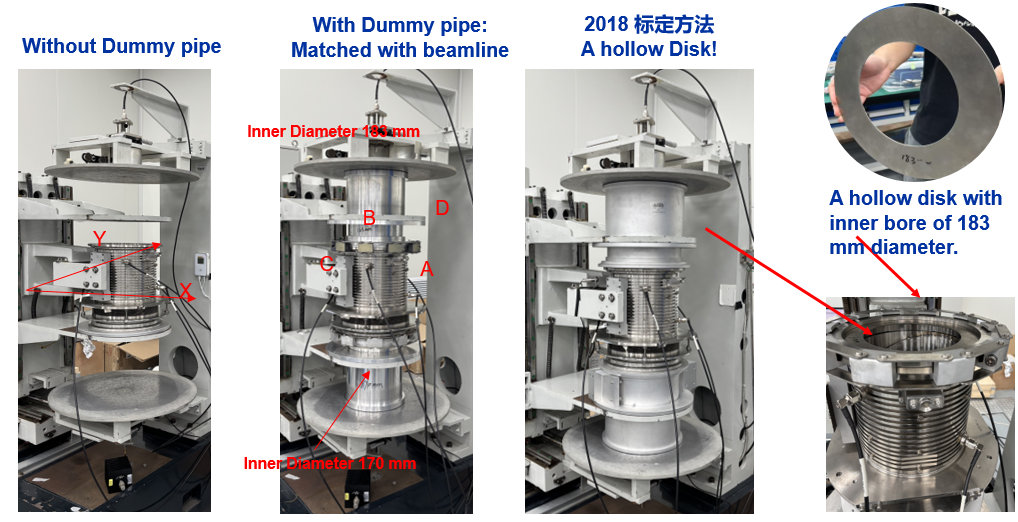 Without Dummy pipe
With Dummy pipe:
Matched with beamline
2018 标定方法
A hollow Disk!
Inner Diameter 183 mm
D
B
C
A
Y
X
Inner Diameter 170 mm
A hollow disk with
inner bore of 183
mm diameter.